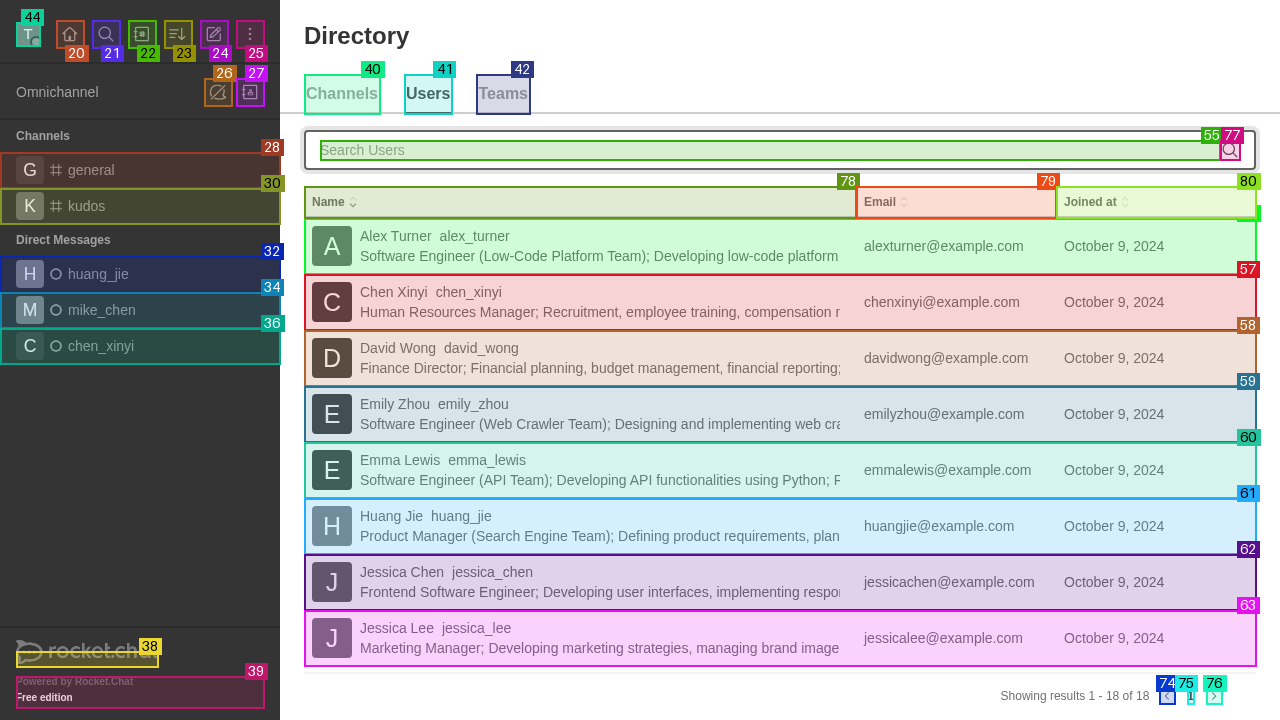 44
T
20
21
22
23
24
25
Omnichannel
26
27
Channels
28
G general
30
K kudos
Direct Messages
32
H huang_jie
34
M mike_chen
36
C chen_xinyi
38
rocket.chat
39
Powered by Rocket.Chat
Free edition
Directory
40
41
42
Channels Users Teams
55 77
Search Users
78
79
80
Name Email Joined at
A Alex Turner alex_turner
Software Engineer (Low-Code Platform Team); Developing low-code platform
alexturner@example.com October 9, 2024
57
C Chen Xinyi chen_xinyi
Human Resources Manager; Recruitment, employee training, compensation
chenxinyi@example.com October 9, 2024
58
D David Wong david_wong
Finance Director; Financial planning, budget management, financial reporting;
davidwong@example.com October 9, 2024
59
E Emily Zhou emily_zhou
Software Engineer (Web Crawler Team); Designing and implementing web cra
emilyzhou@example.com October 9, 2024
60
E Emma Lewis emma_lewis
Software Engineer (API Team); Developing API functionalities using Python;
emmalewis@example.com October 9, 2024
61
H Huang Jie huang_jie
Product Manager (Search Engine Team); Defining product requirements, plan
huangjie@example.com October 9, 2024
62
J Jessica Chen jessica_chen
Frontend Software Engineer; Developing user interfaces, implementing respo
jessicachen@example.com October 9, 2024
63
J Jessica Lee jessica_lee
Marketing Manager; Developing marketing strategies, managing brand image
jessicalee@example.com October 9, 2024
74 75 76
Showing results 1 - 18 of 18 1